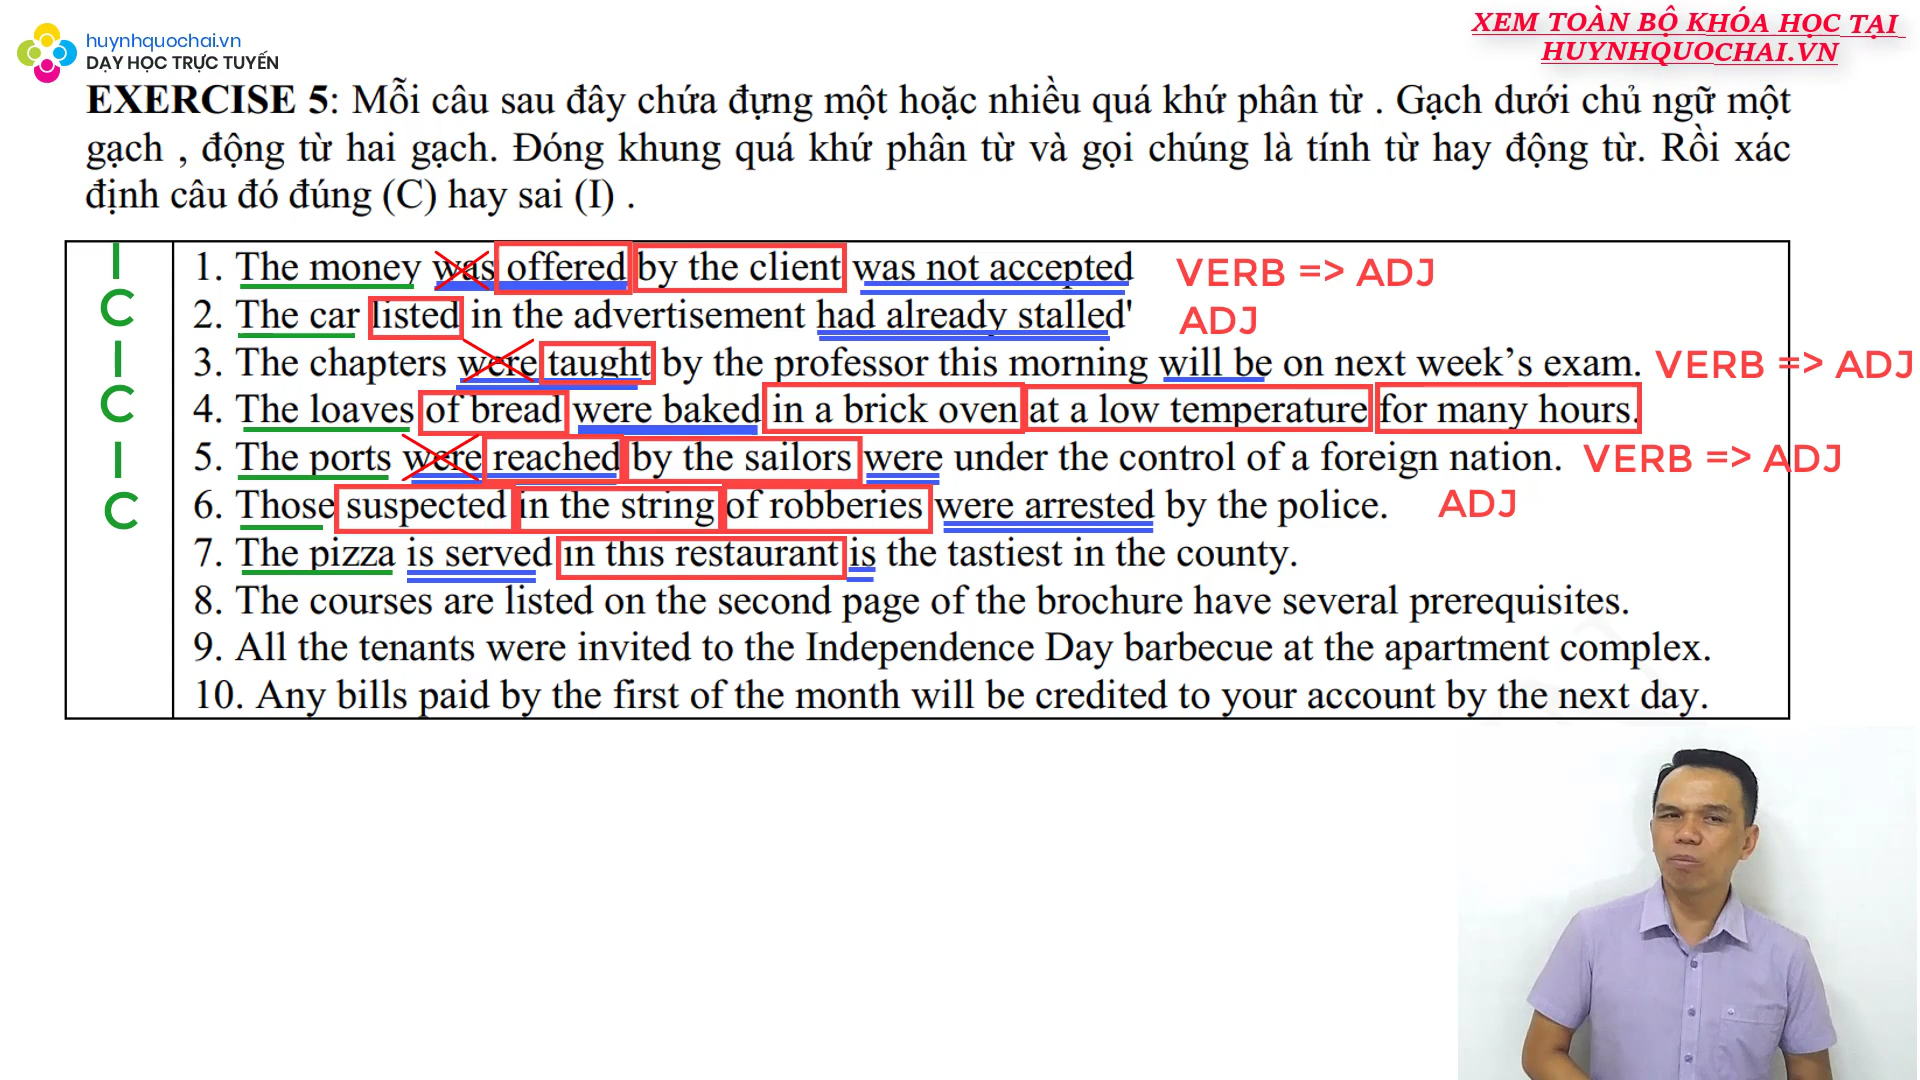 huynhquochai.vn
DẠY HỌC TRỰC TUYẾN
XEM TOÀN BỘ KHÓA HỌC TẠI
HUYNHQUOCHAI.VN
EXERCISE 5: Mỗi câu sau đây chứa đựng một hoặc nhiều quá khứ phân từ . Gạch dưới chủ ngữ một
gạch , động từ hai gạch. Đóng khung quá khứ phân từ và gọi chúng là tính từ hay động từ. Rồi xác
định câu đó đúng (C) hay sai (I) .
I 1. The money was offered by the client was not accepted VERB => ADJ
C 2. The car listed in the advertisement had already stalled' ADJ
I 3. The chapters were taught by the professor this morning will be on next week’s exam. VERB => ADJ
C 4. The loaves of bread were baked in a brick oven at a low temperature for many hours.
I 5. The ports were reached by the sailors were under the control of a foreign nation. VERB => ADJ
C 6. Those suspected in the string of robberies were arrested by the police. ADJ
7. The pizza is served in this restaurant is the tastiest in the county.
8. The courses are listed on the second page of the brochure have several prerequisites.
9. All the tenants were invited to the Independence Day barbecue at the apartment complex.
10. Any bills paid by the first of the month will be credited to your account by the next day.